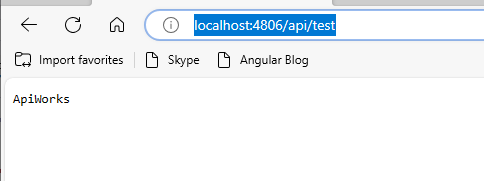 localhost:4806/api/test
Import favorites Skype Angular Blog
ApiWorks